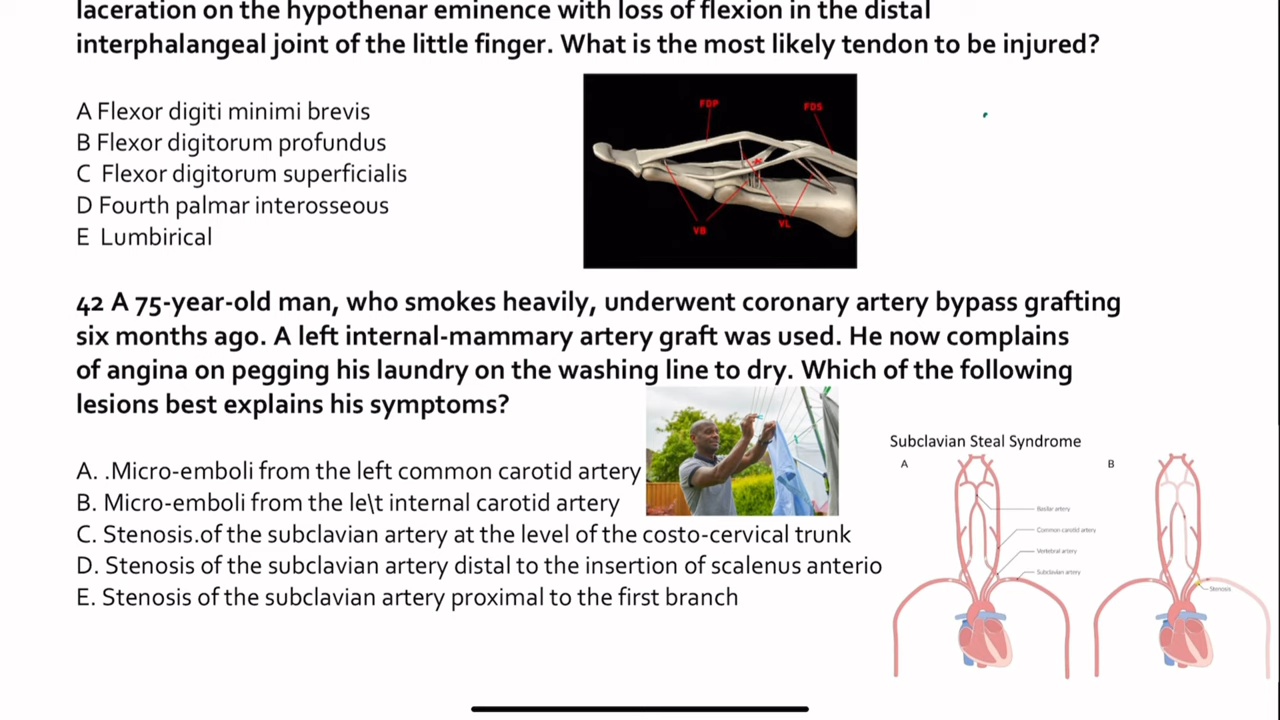 laceration on the hypothenar eminence with loss of flexion in the distal
interphalangeal joint of the little finger. What is the most likely tendon to be injured?
A Flexor digiti minimi brevis
B Flexor digitorum profundus
C Flexor digitorum superficialis
D Fourth palmar interosseous
E Lumbirical
FDP
FDS
VB
VL
42 A 75-year-old man, who smokes heavily, underwent coronary artery bypass grafting
six months ago. A left internal-mammary artery graft was used. He now complains
of angina on pegging his laundry on the washing line to dry. Which of the following
lesions best explains his symptoms?
A. .Micro-emboli from the left common carotid artery
B. Micro-emboli from the le\t internal carotid artery
C. Stenosis.of the subclavian artery at the level of the costo-cervical trunk
D. Stenosis of the subclavian artery distal to the insertion of scalenus anterio
E. Stenosis of the subclavian artery proxinal to the first branch
Subclavian Steal Syndrome
A
B
Basilar artery
Common carotid artery
Vertebral artery
Subclavian artery
Stenosis